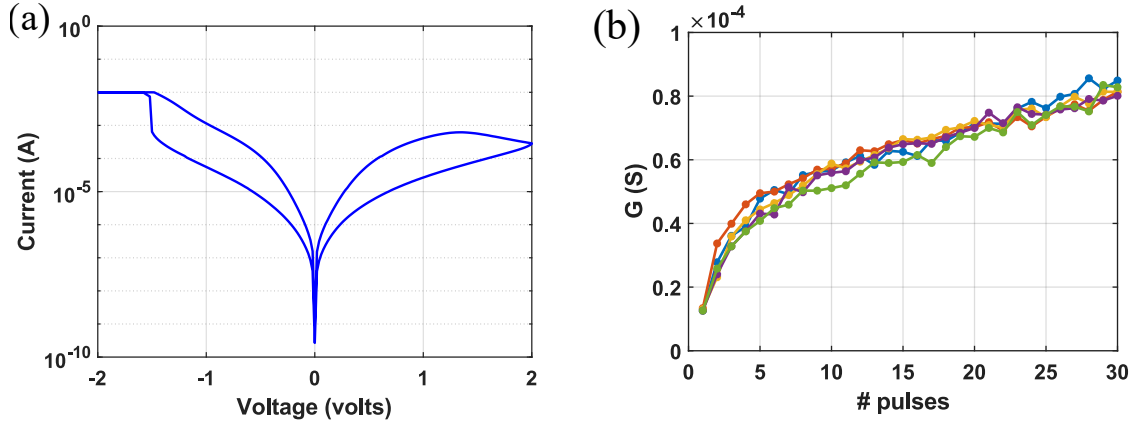 (a)
10^0
10^-5
10^-10
Current (A)
-2 -1 0 1 2
Voltage (volts)
(b)
×10^-4
1
0.8
0.6
0.4
0.2
0
G (S)
0 5 10 15 20 25 30
# pulses